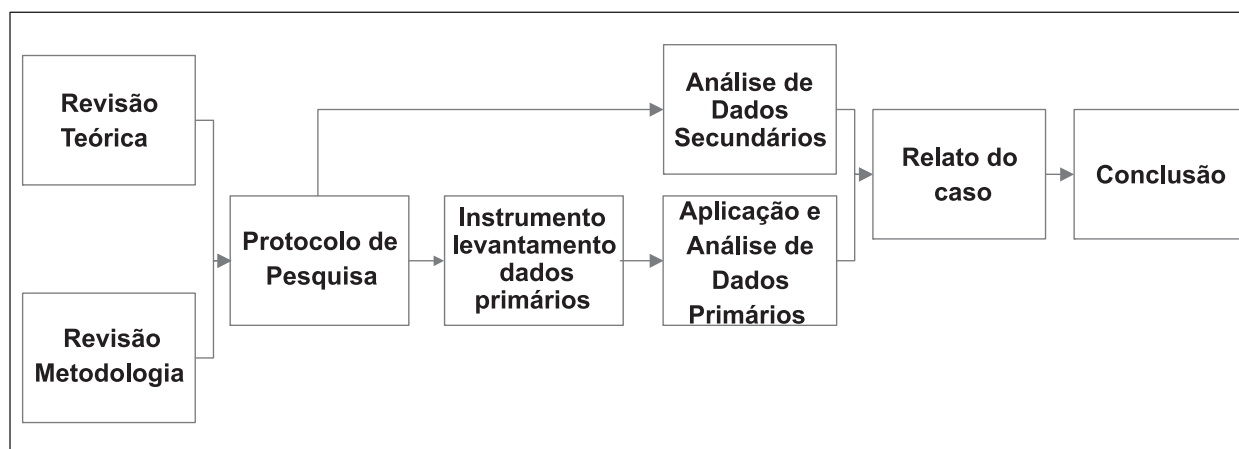 Revisão
Teórica
Revisão
Metodologia
Protocolo de
Pesquisa
Instrumento
levantamento
dados
primários
Análise de
Dados
Secundários
Aplicação e
Análise de
Dados
Primários
Relato do
caso
Conclusão